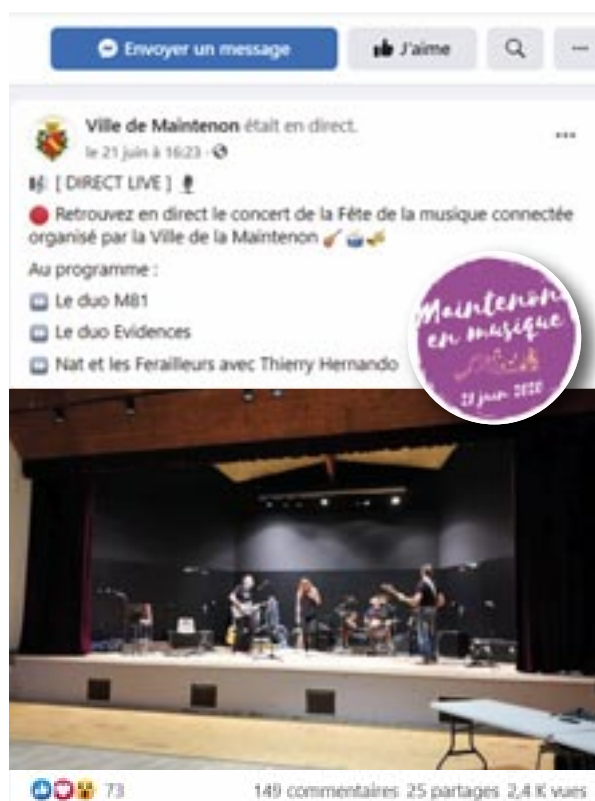 Envoyer un message
J'aime
Ville de Maintenon était en direct.
le 21 juin à 16:23
[ DIRECT LIVE ]
Retrouvez en direct le concert de la Fête de la musique connectée
organisé par la Ville de la Maintenon
Au programme :
Le duo M81
Le duo Evidences
Nat et les Ferailleurs avec Thierry Hernando
Maintenon
en musique
21 juin 2020
73
149 commentaires 25 partages 2,4 K vues